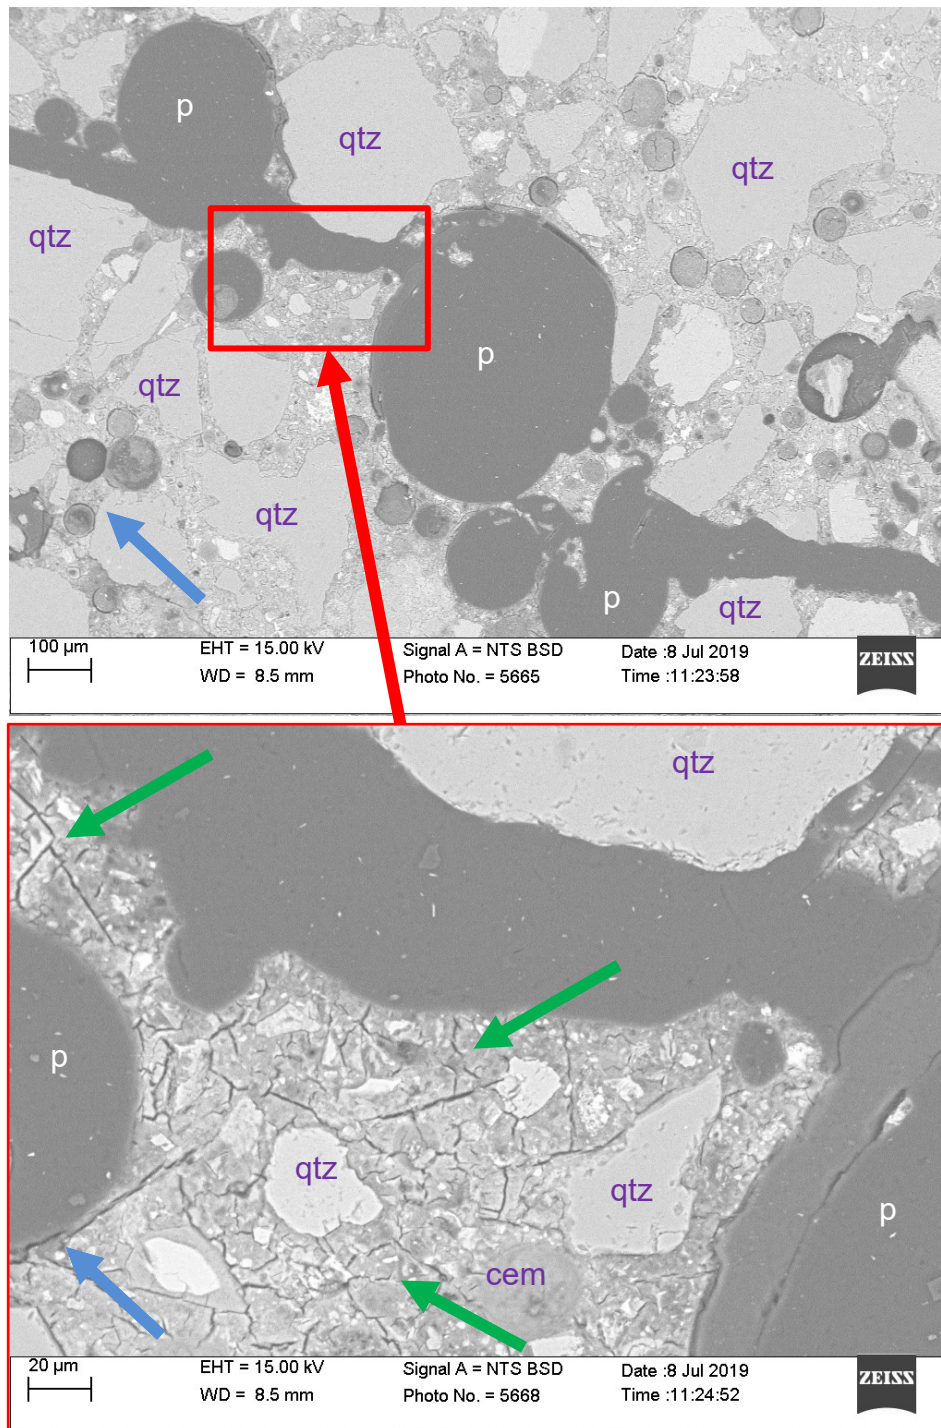 p
qtz
qtz
qtz
p
qtz
qtz
p
qtz
100 µm
EHT = 15.00 kV
Signal A = NTS BSD
Date :8 Jul 2019
WD = 8.5 mm
Photo No. = 5665
Time :11:23:58
ZEISS
qtz
p
qtz
qtz
p
cem
20 µm
EHT = 15.00 kV
Signal A = NTS BSD
Date :8 Jul 2019
WD = 8.5 mm
Photo No. = 5668
Time :11:24:52
ZEISS